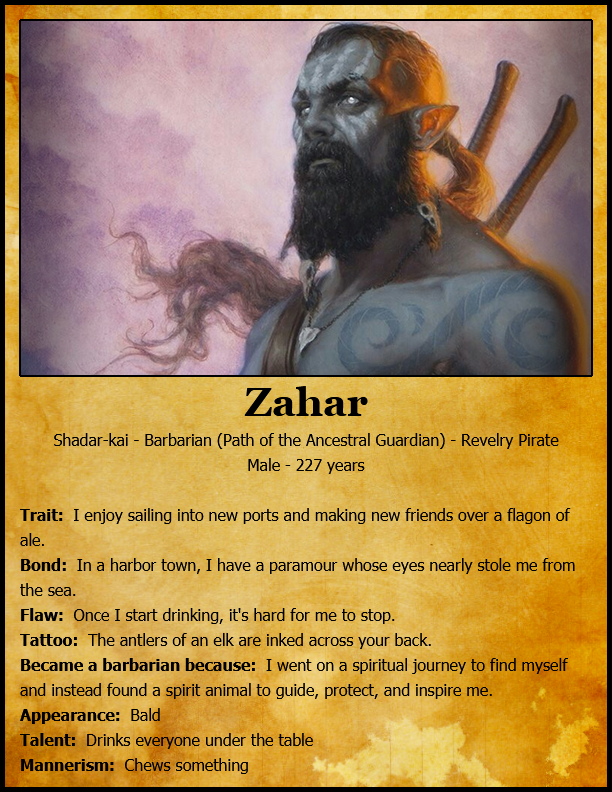 Zahar
Shadar-kai - Barbarian (Path of the Ancestral Guardian) - Revelry Pirate
Male - 227 years
Trait: I enjoy sailing into new ports and making new friends over a flagon of
ale.
Bond: In a harbor town, I have a paramour whose eyes nearly stole me from
the sea.
Flaw: Once I start drinking, it's hard for me to stop.
Tattoo: The antlers of an elk are inked across your back.
Became a barbarian because: I went on a spiritual journey to find myself
and instead found a spirit animal to guide, protect, and inspire me.
Appearance: Bald
Talent: Drinks everyone under the table
Mannerism: Chews something